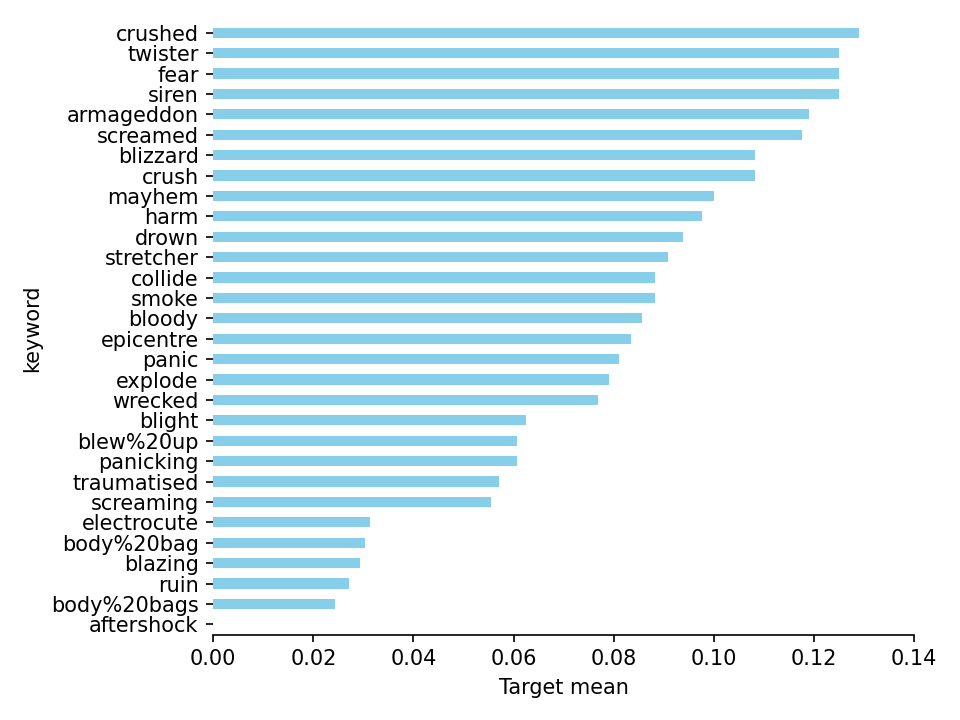 crushed
twister
fear
siren
armageddon
screamed
blizzard
crush
mayhem
harm
drown
stretcher
collide
smoke
bloody
epicentre
panic
explode
wrecked
blight
blew%20up
panicking
traumatised
screaming
electrocute
body%20bag
blazing
ruin
body%20bags
aftershock
keyword
0.00 0.02 0.04 0.06 0.08 0.10 0.12 0.14
Target mean